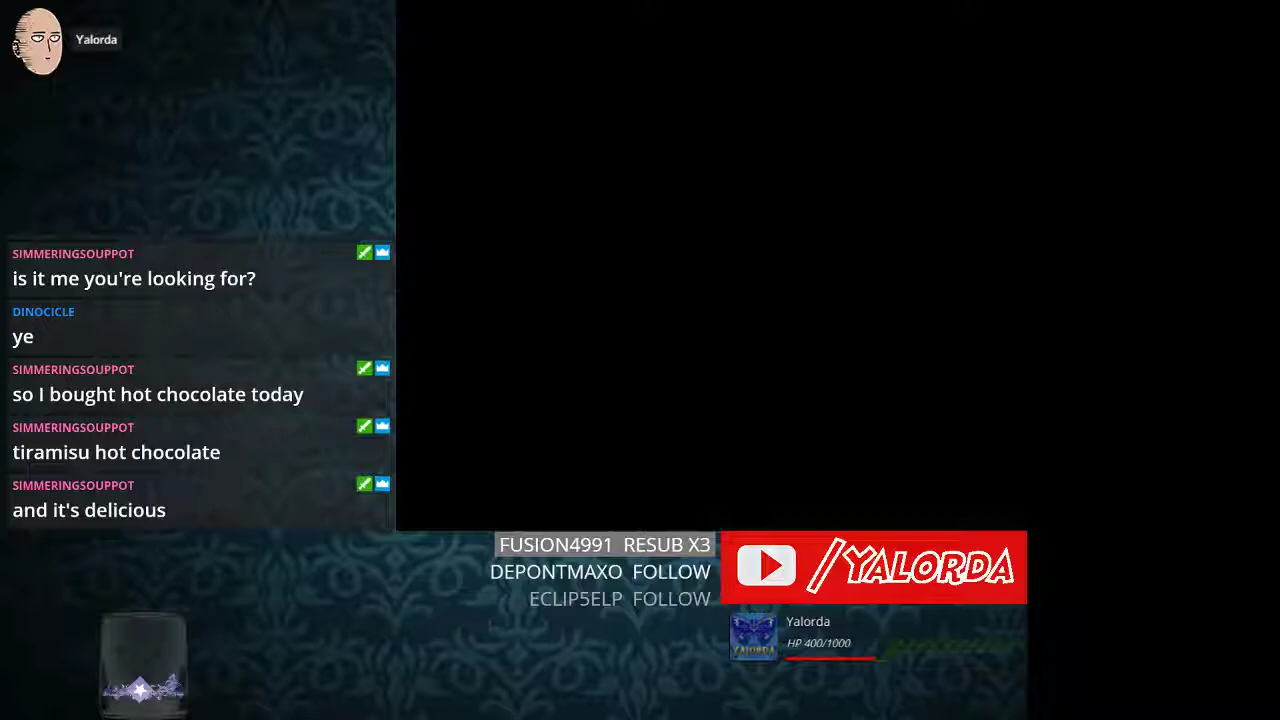 Yalorda
SIMMERINGSOUPPOT
is it me you're looking for?
DINOCICLE
ye
SIMMERINGSOUPPOT
so I bought hot chocolate today
SIMMERINGSOUPPOT
tiramisu hot chocolate
SIMMERINGSOUPPOT
and it's delicious
FUSION4991 RESUB X3
DEPONTMAXO FOLLOW
ECLIP5ELP FOLLOW
/YALORDA
Yalorda
HP 400/1000
YALORDA